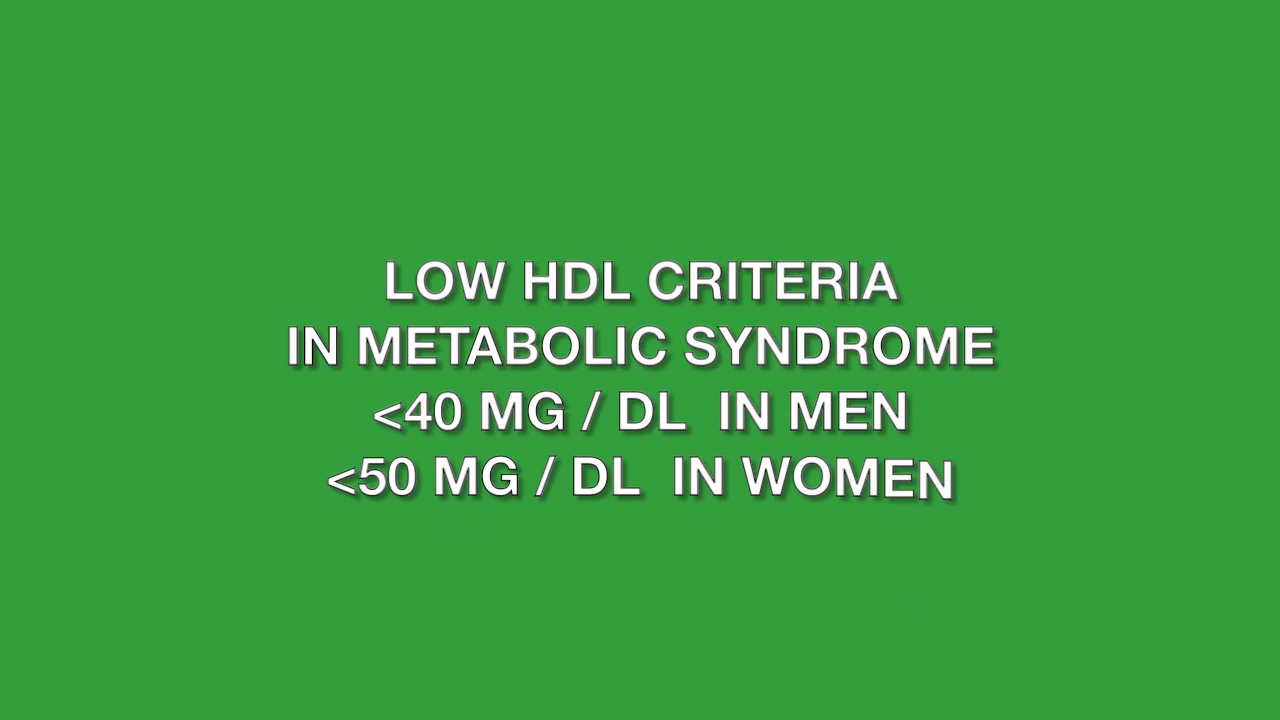 LOW HDL CRITERIA
IN METABOLIC SYNDROME
<40 MG / DL  IN MEN
<50 MG / DL  IN WOMEN